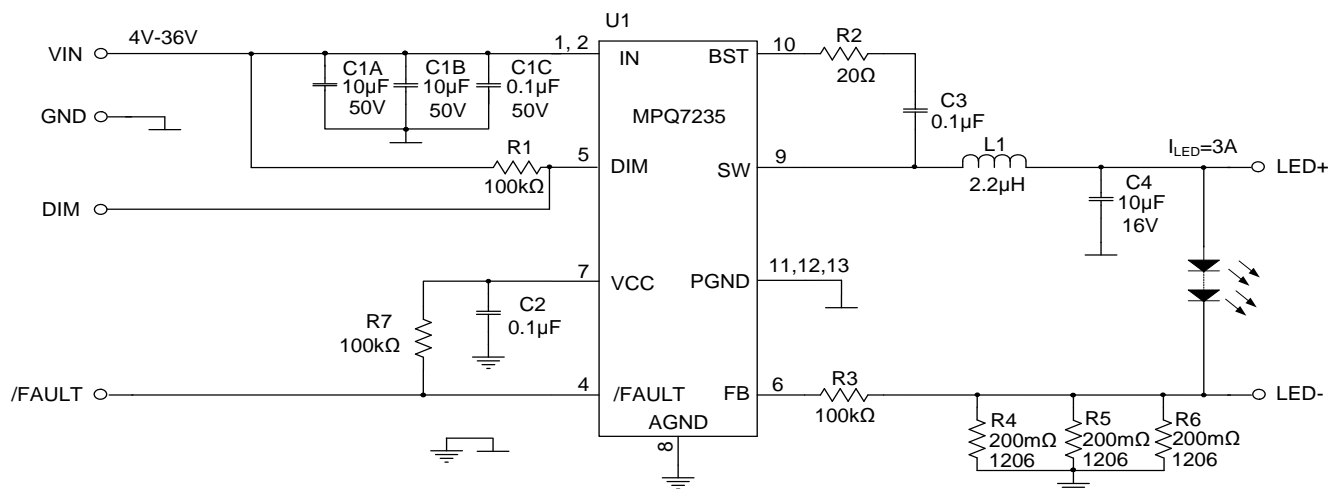 U1
VIN
4V-36V
1, 2
IN
BST
10
R2
20Ω
C1A
10µF
50V
C1B
10µF
50V
C1C
0.1µF
50V
MPQ7235
C3
0.1µF
GND
R1
100kΩ
5
DIM
SW
9
L1
2.2µH
ILED=3A
LED+
C4
10µF
16V
DIM
7
VCC
PGND
11,12,13
C2
0.1µF
R7
100kΩ
/FAULT
4
/FAULT
FB
6
R3
100kΩ
LED-
AGND
8
R4
200mΩ
1206
R5
200mΩ
1206
R6
200mΩ
1206